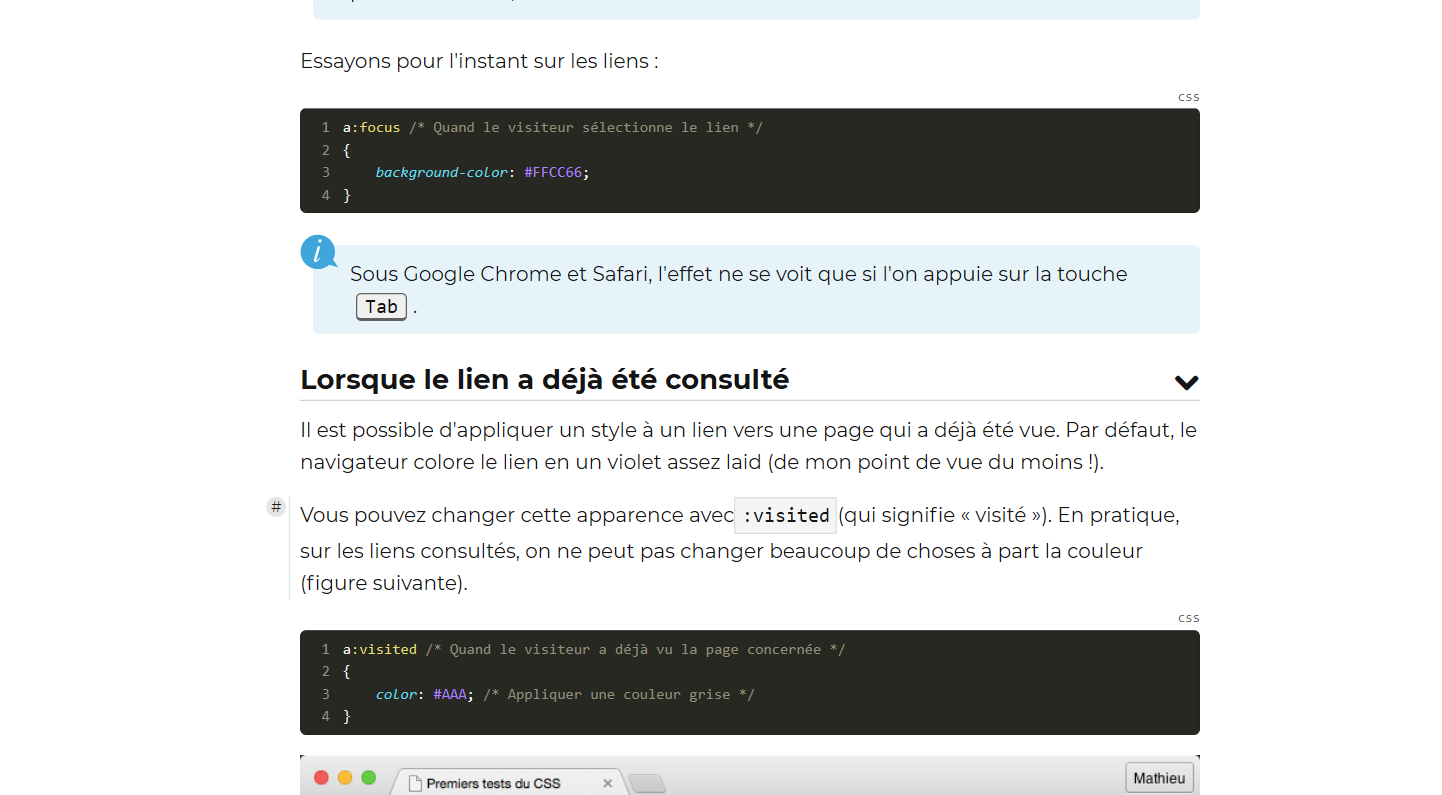 Essayons pour l'instant sur les liens :
css
1 a:focus /* Quand le visiteur sélectionne le lien */
2 {
3     background-color: #FFCC66;
4 }
i
Sous Google Chrome et Safari, l'effet ne se voit que si l'on appuie sur la touche
Tab .
Lorsque le lien a déjà été consulté
Il est possible d'appliquer un style à un lien vers une page qui a déjà été vue. Par défaut, le
navigateur colore le lien en un violet assez laid (de mon point de vue du moins !).
# Vous pouvez changer cette apparence avec :visited (qui signifie « visité »). En pratique,
sur les liens consultés, on ne peut pas changer beaucoup de choses à part la couleur
(figure suivante).
css
1 a:visited /* Quand le visiteur a déjà vu la page concernée */
2 {
3     color: #AAA; /* Appliquer une couleur grise */
4 }
Premiers tests du CSS × Mathieu